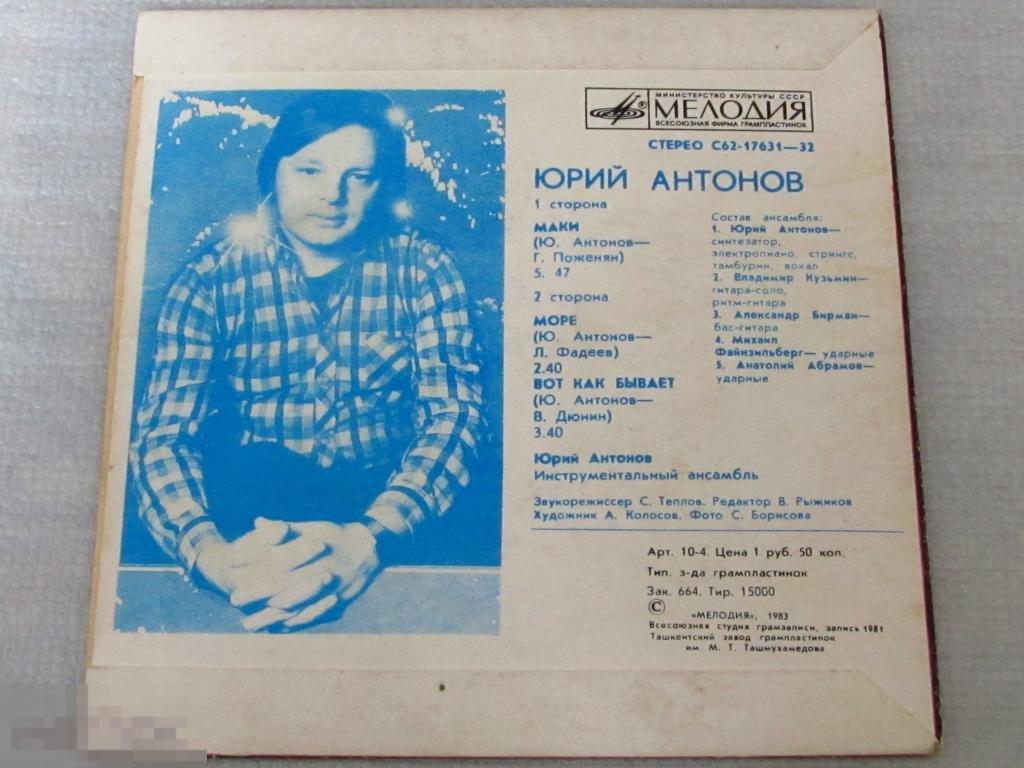 МИНИСТЕРСТВО КУЛЬТУРЫ СССР
МЕЛОДИЯ
ВСЕСОЮЗНАЯ ФИРМА ГРАМПЛАСТИНОК
СТЕРЕО С62-17631—32
ЮРИЙ АНТОНОВ
1 сторона
МАКИ
(Ю. Антонов—
Г. Поженян)
5. 47
2 сторона
МОРЕ
(Ю. Антонов—
Л. Фадеев)
2.40
ВОТ КАК БЫВАЕТ
(Ю. Антонов—
В. Дюнин)
3.40
Состав ансамбля:
1. Юрий Антонов—
синтезатор,
электропиано, стрингс,
тамбурин, вокал
2. Владимир Кузьмин—
гитара-соло,
ритм-гитара
3. Александр Бирман—
бас-гитара
4. Михаил
Файнзильберг— ударные
5. Анатолий Абрамов—
ударные
Юрий Антонов
Инструментальный ансамбль
Звукорежиссер С. Теплов. Редактор В. Рыжиков
Художник А. Колосов. Фото С. Борисова
Арт. 10-4. Цена 1 руб. 50 коп.
Тип. з-да грампластинок
Зак. 664. Тир. 15000
© «МЕЛОДИЯ», 1983
Всесоюзная студия грамзаписи, запись 1981
Ташкентский завод грампластинок
им. М. Т. Ташмухамедова